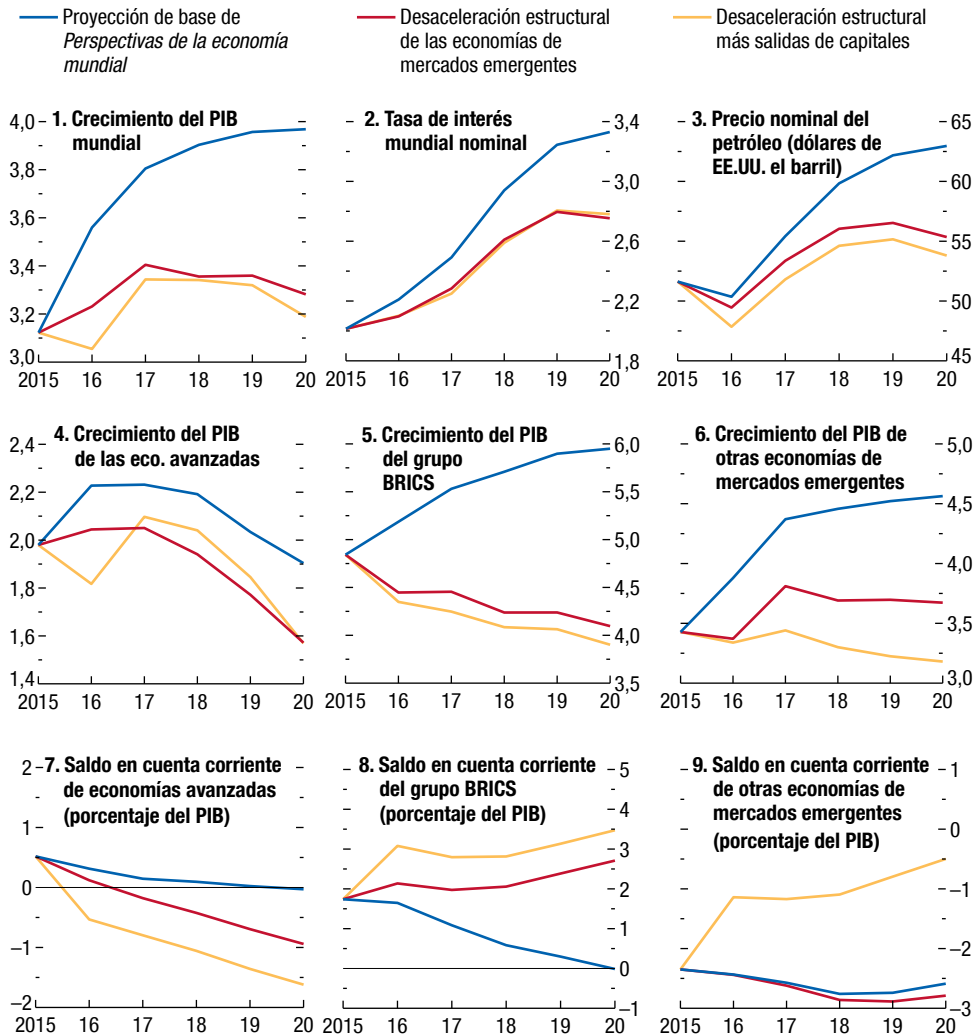 Proyección de base de
Perspectivas de la economía
mundial
Desaceleración estructural
de las economías de
mercados emergentes
Desaceleración estructural
más salidas de capitales
1. Crecimiento del PIB
mundial
4,0
3,8
3,6
3,4
3,2
3,0
2015 16 17 18 19 20
2. Tasa de interés
mundial nominal
3,4
3,0
2,6
2,2
1,8
2015 16 17 18 19 20
3. Precio nominal del
petróleo (dólares de
EE.UU. el barril)
65
60
55
50
45
2015 16 17 18 19 20
4. Crecimiento del PIB
de las eco. avanzadas
2,4
2,2
2,0
1,8
1,6
1,4
2015 16 17 18 19 20
5. Crecimiento del PIB
del grupo
BRICS
6,0
5,5
5,0
4,5
4,0
3,5
2015 16 17 18 19 20
6. Crecimiento del PIB de
otras economías de
mercados emergentes
5,0
4,5
4,0
3,5
3,0
2015 16 17 18 19 20
7. Saldo en cuenta corriente
de economías avanzadas
(porcentaje del PIB)
2
1
0
–1
–2
2015 16 17 18 19 20
8. Saldo en cuenta corriente
del grupo BRICS
(porcentaje del PIB)
5
4
3
2
1
0
–1
2015 16 17 18 19 20
9. Saldo en cuenta corriente
de otras economías de
mercados emergentes
(porcentaje del PIB)
0
–1
–2
–3
2015 16 17 18 19 20